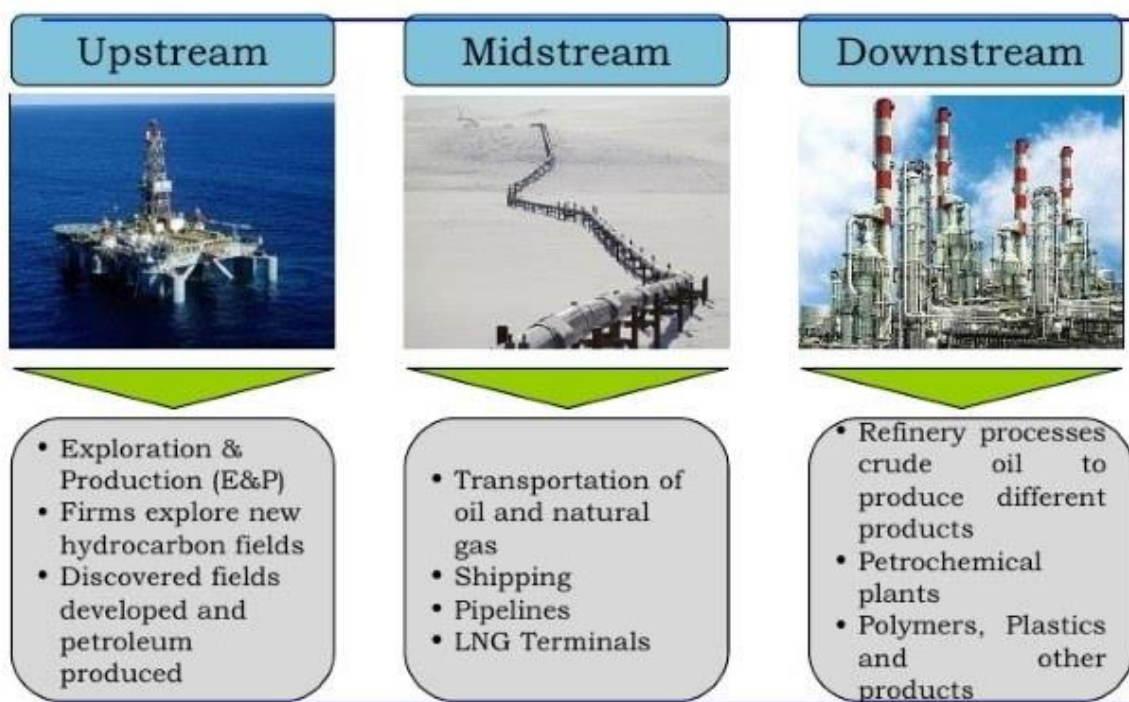 Upstream
Midstream
Downstream
• Exploration &
Production (E&P)
• Firms explore new
hydrocarbon fields
• Discovered fields
developed and
petroleum
produced
• Transportation of
oil and natural
gas
• Shipping
• Pipelines
• LNG Terminals
• Refinery processes
crude oil to
produce different
products
• Petrochemical
plants
• Polymers, Plastics
and other
products